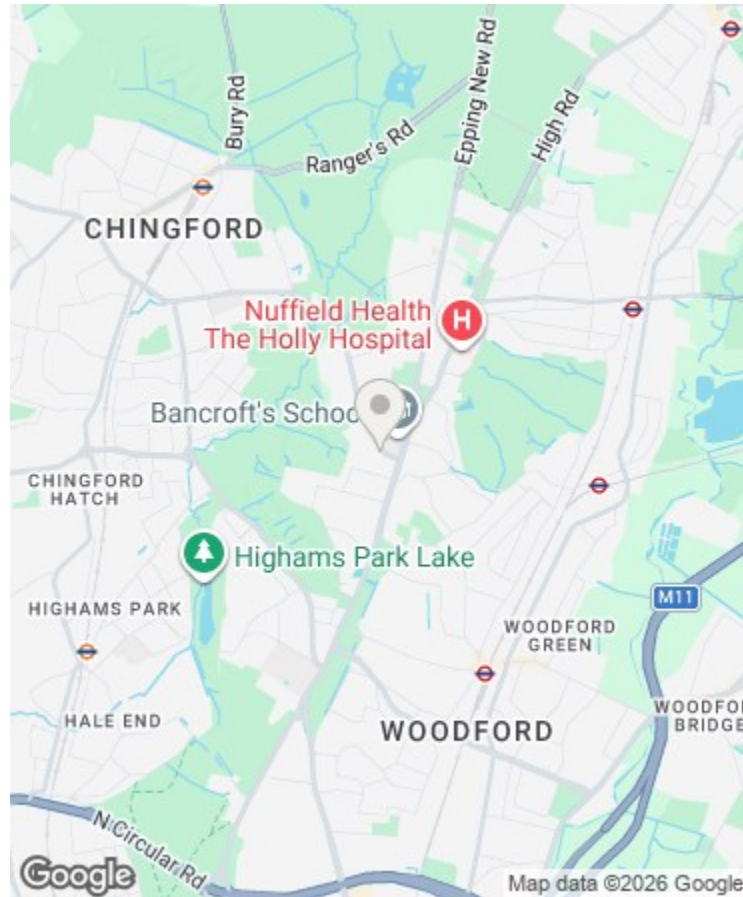 Bury Rd
Ranger's Rd
Epping New Rd
High Rd
CHINGFORD
Nuffield Health
The Holly Hospital
H
Bancroft's Schoo
CHINGFORD
HATCH
Highams Park Lake
HIGHAMS PARK
M11
WOODFORD
GREEN
HALE END
WOODFORD
WOODFO
BRIDGE
N Circular Rd
Google
Map data ©2026 Google